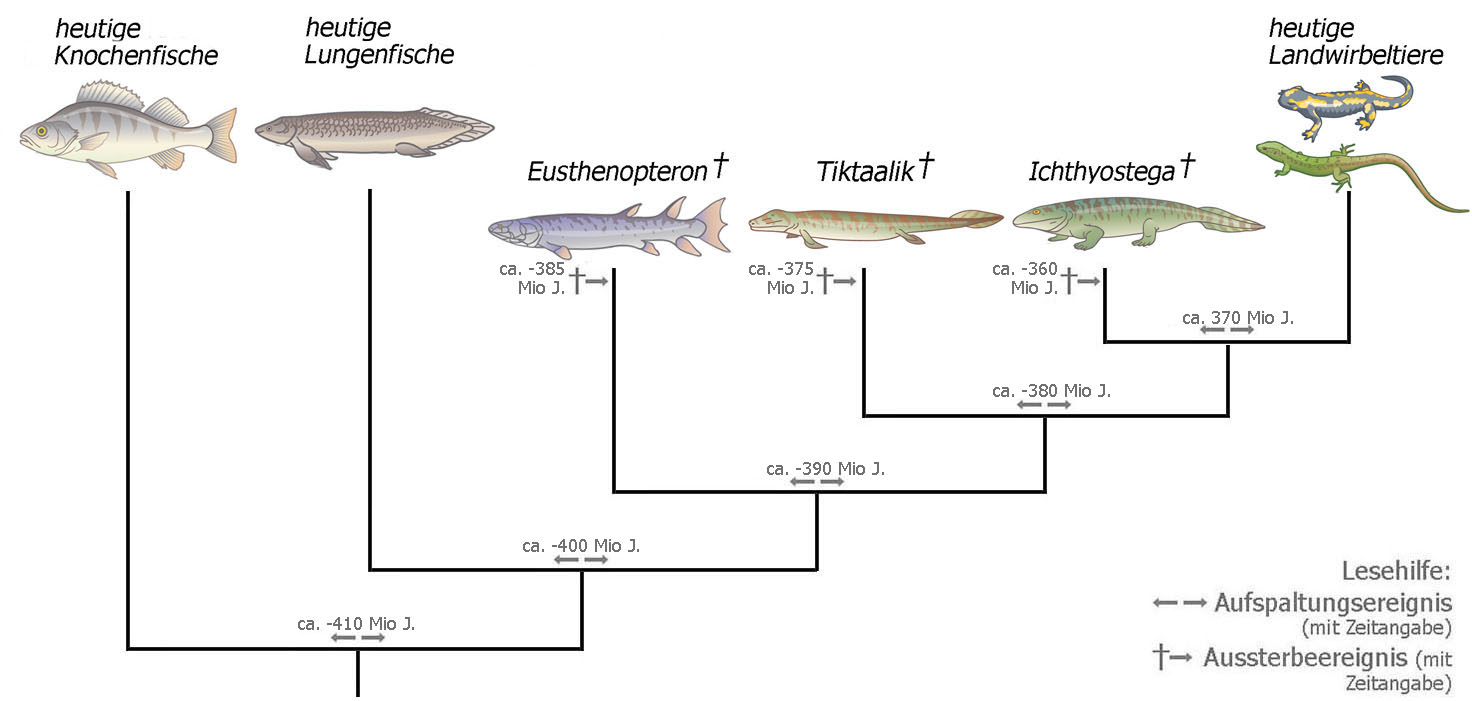 heutige
Knochenfische
heutige
Lungenfische
heutige
Landwirbeltiere
Eusthenopteron†
Tiktaalik†
Ichthyostega†
ca. -385
Mio J. †
ca. -375
Mio J. †
ca. -360
Mio J. †
ca. 370 Mio J.
ca. -380 Mio J.
ca. -390 Mio J.
ca. -400 Mio J.
ca. -410 Mio J.
Lesehilfe:
Aufspaltungsereignis
(mit Zeitangabe)
† Aussterbeereignis (mit
Zeitangabe)